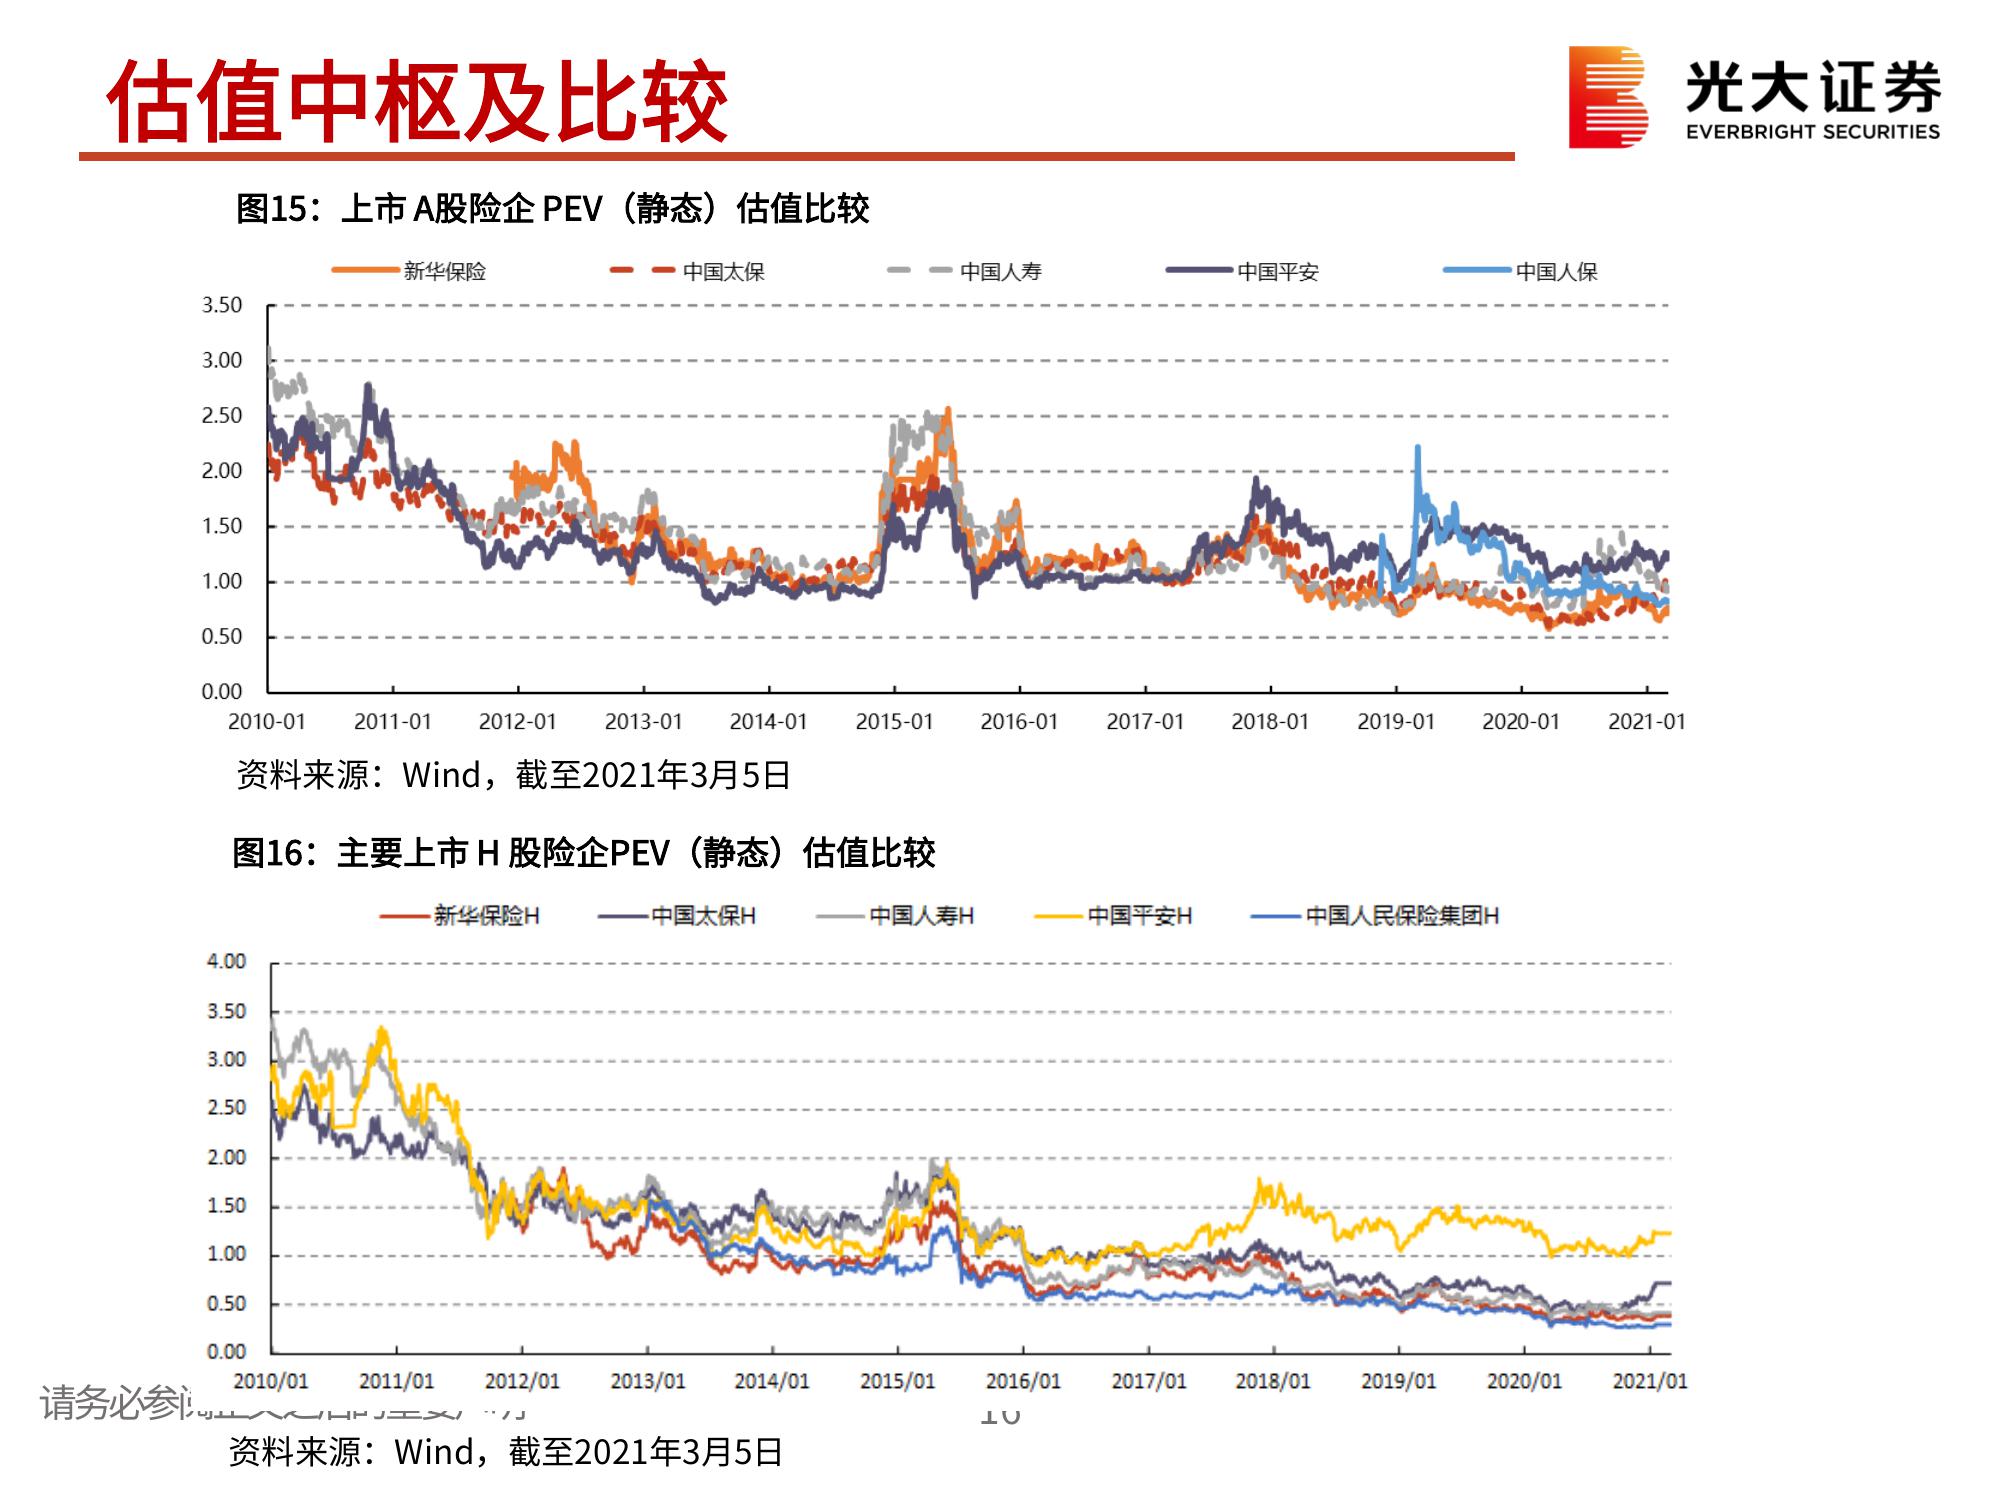 估值中枢及比较
光大证券
EVERBRIGHT SECURITIES
图15：上市 A股险企 PEV（静态）估值比较
新华保险 中国太保 中国人寿 中国平安 中国人保
3.50
3.00
2.50
2.00
1.50
1.00
0.50
0.00
2010-01 2011-01 2012-01 2013-01 2014-01 2015-01 2016-01 2017-01 2018-01 2019-01 2020-01 2021-01
资料来源：Wind，截至2021年3月5日
图16：主要上市 H 股险企PEV（静态）估值比较
新华保险H 中国太保H 中国人寿H 中国平安H 中国人民保险集团H
4.00
3.50
3.00
2.50
2.00
1.50
1.00
0.50
0.00
2010/01 2011/01 2012/01 2013/01 2014/01 2015/01 2016/01 2017/01 2018/01 2019/01 2020/01 2021/01
请务必参
16
资料来源：Wind，截至2021年3月5日